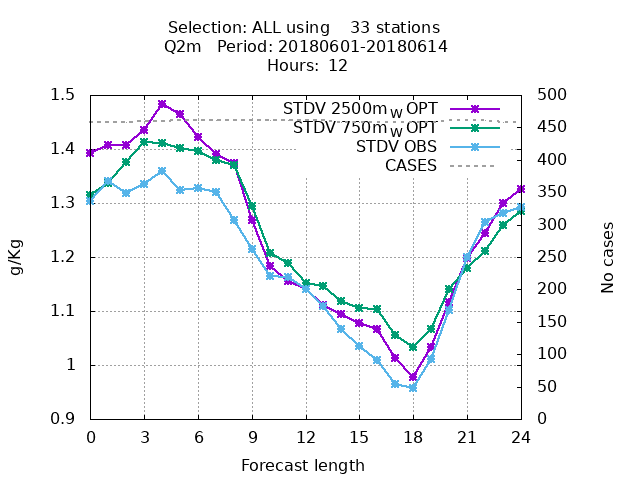 Selection: ALL using    33 stations
Q2m   Period: 20180601-20180614
Hours: 12
STDV 2500m W OPT
STDV 750m W OPT
STDV OBS
CASES
1.5
1.4
1.3
1.2
1.1
1
0.9
g/Kg
500
450
400
350
300
250
200
150
100
50
0
No cases
0 3 6 9 12 15 18 21 24
Forecast length